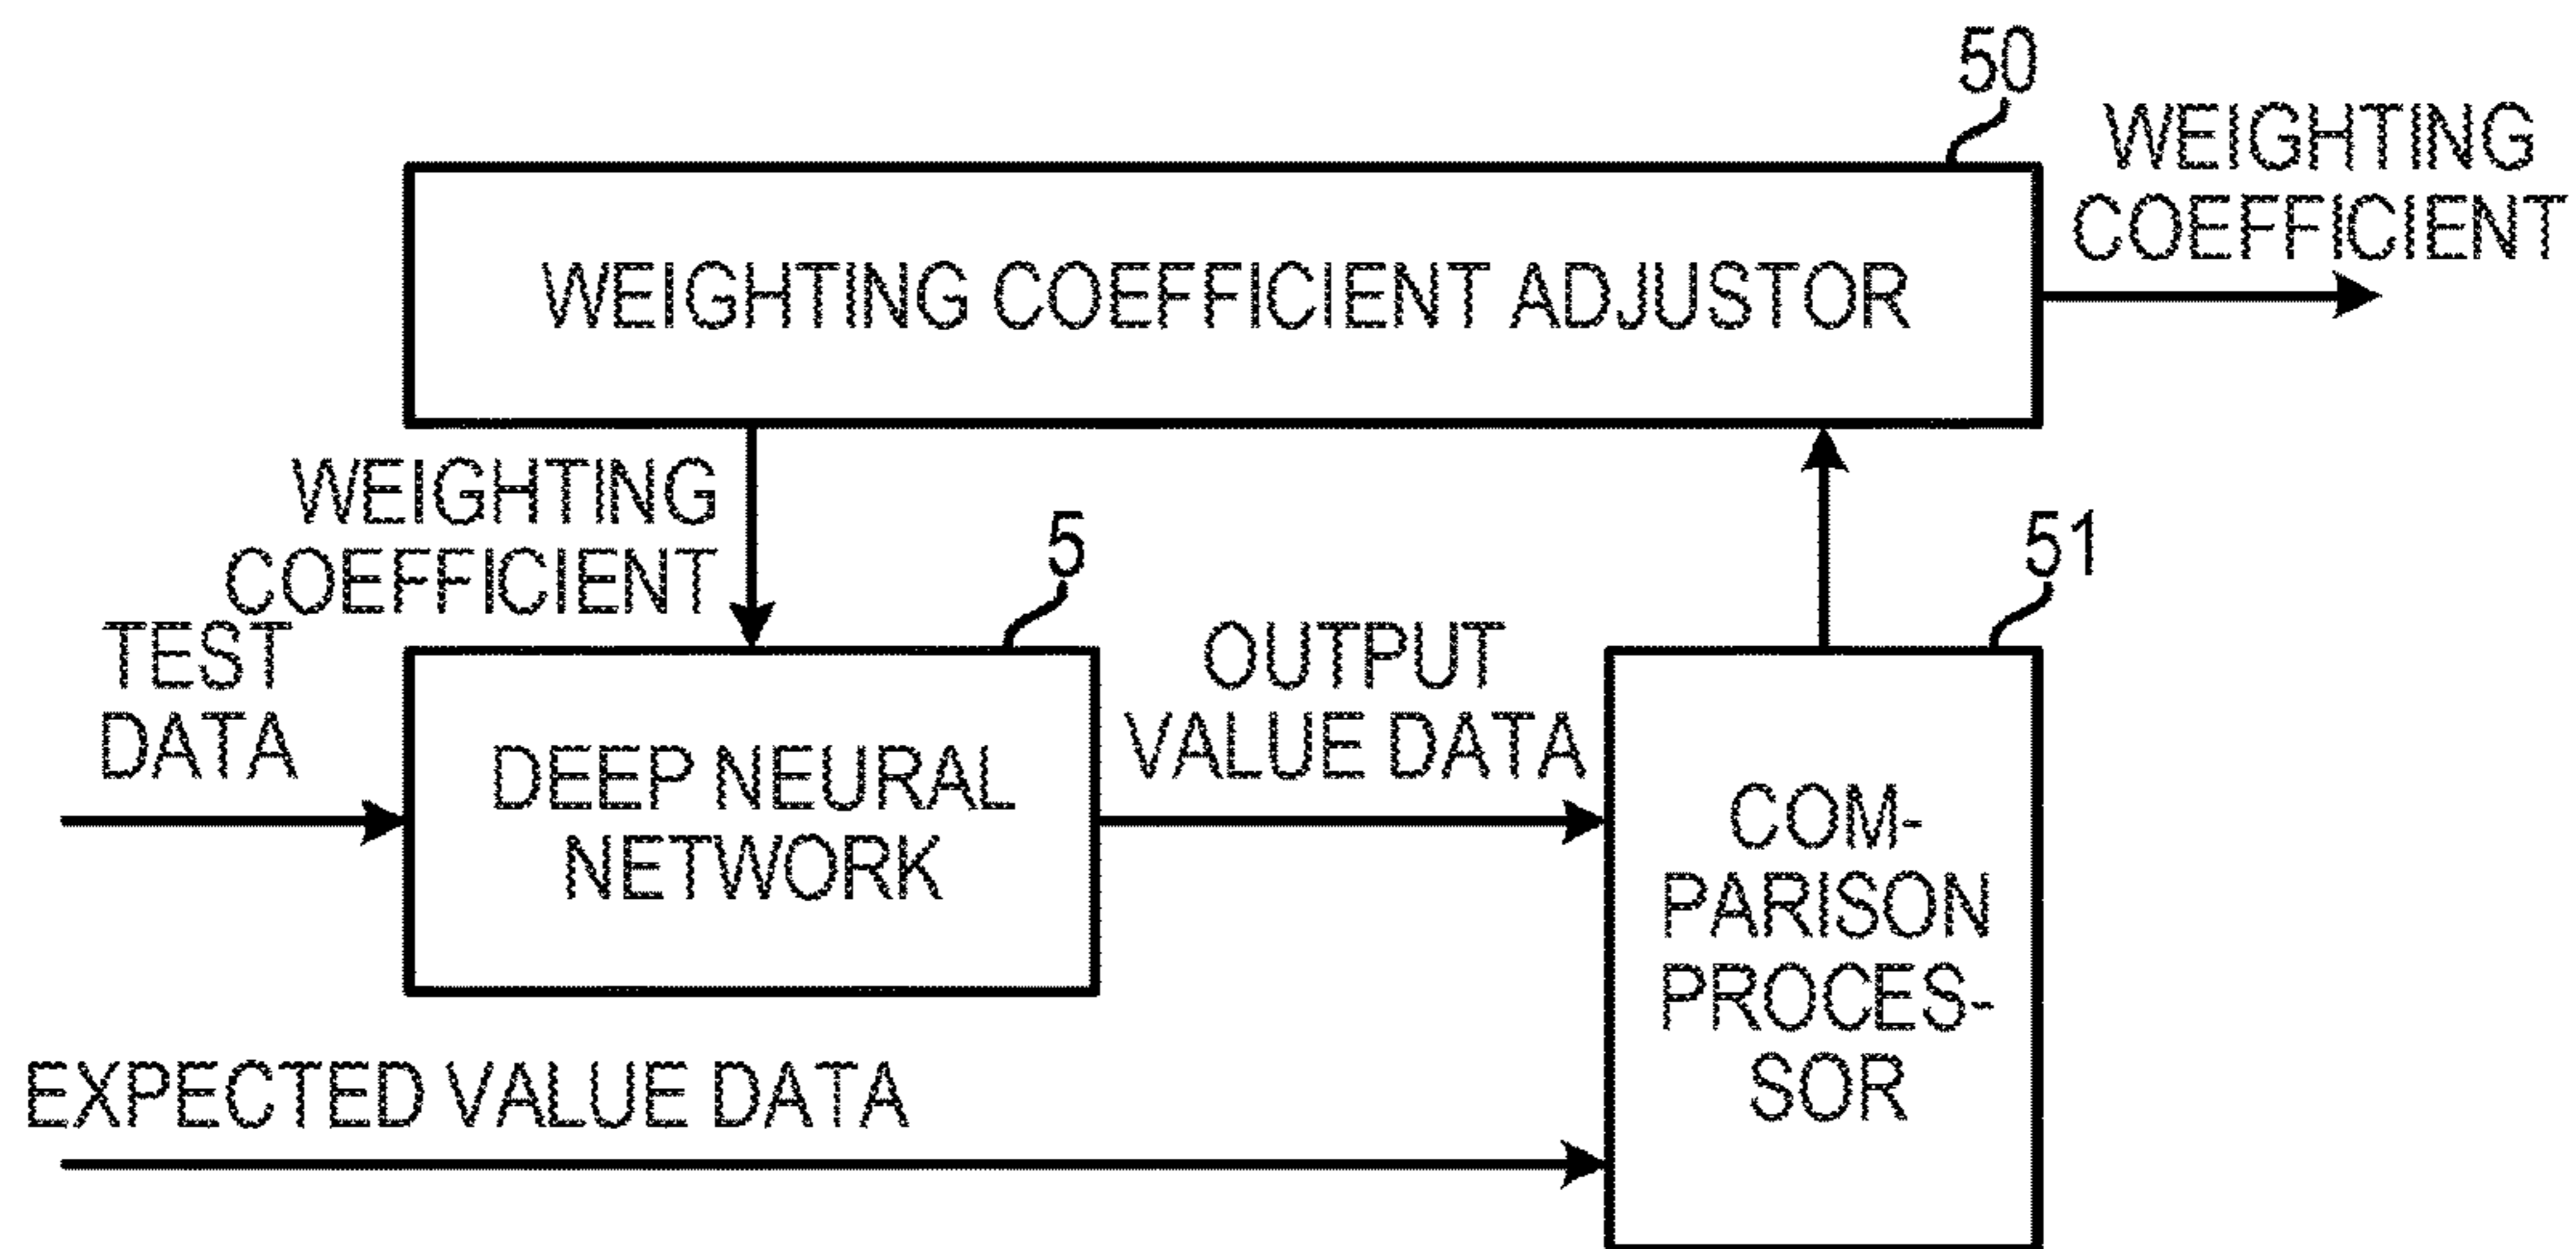 50
WEIGHTING
COEFFICIENT
WEIGHTING COEFFICIENT ADJUSTOR
WEIGHTING
COEFFICIENT
5
51
TEST
DATA
OUTPUT
VALUE DATA
DEEP NEURAL
NETWORK
COM-
PARISON
PROCES-
SOR
EXPECTED VALUE DATA